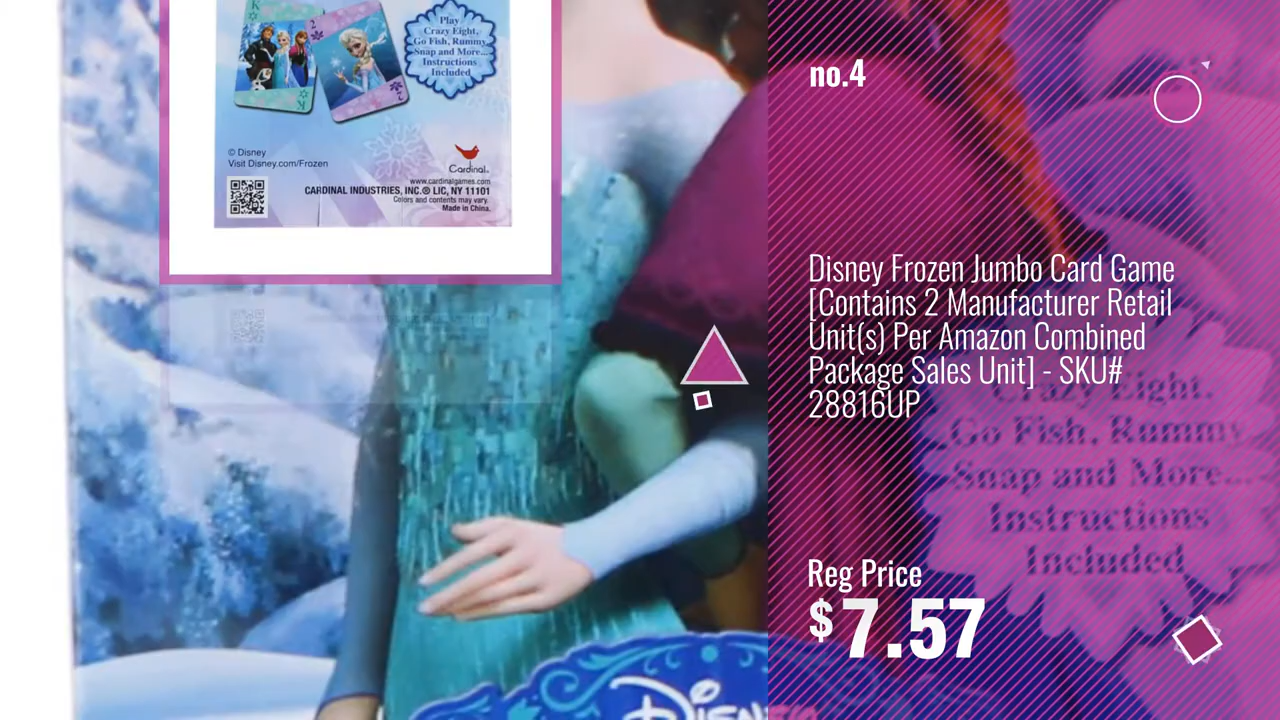 K
2
Play
Crazy Eight,
Go Fish, Rummy
Snap and More...
Instructions
Included
K
2
© Disney
Visit Disney.com/Frozen
Cardinal
www.cardinalgames.com
CARDINAL INDUSTRIES, INC.® LIC, NY 11101
Colors and contents may vary.
Made in China.
no.4
Disney Frozen Jumbo Card Game
[Contains 2 Manufacturer Retail
Unit(s) Per Amazon Combined
Package Sales Unit] - SKU#
28816UP
Crazy Eight,
Go Fish, Rummy
Snap and More...
Instructions
Included
Reg Price
$7.57
Disney